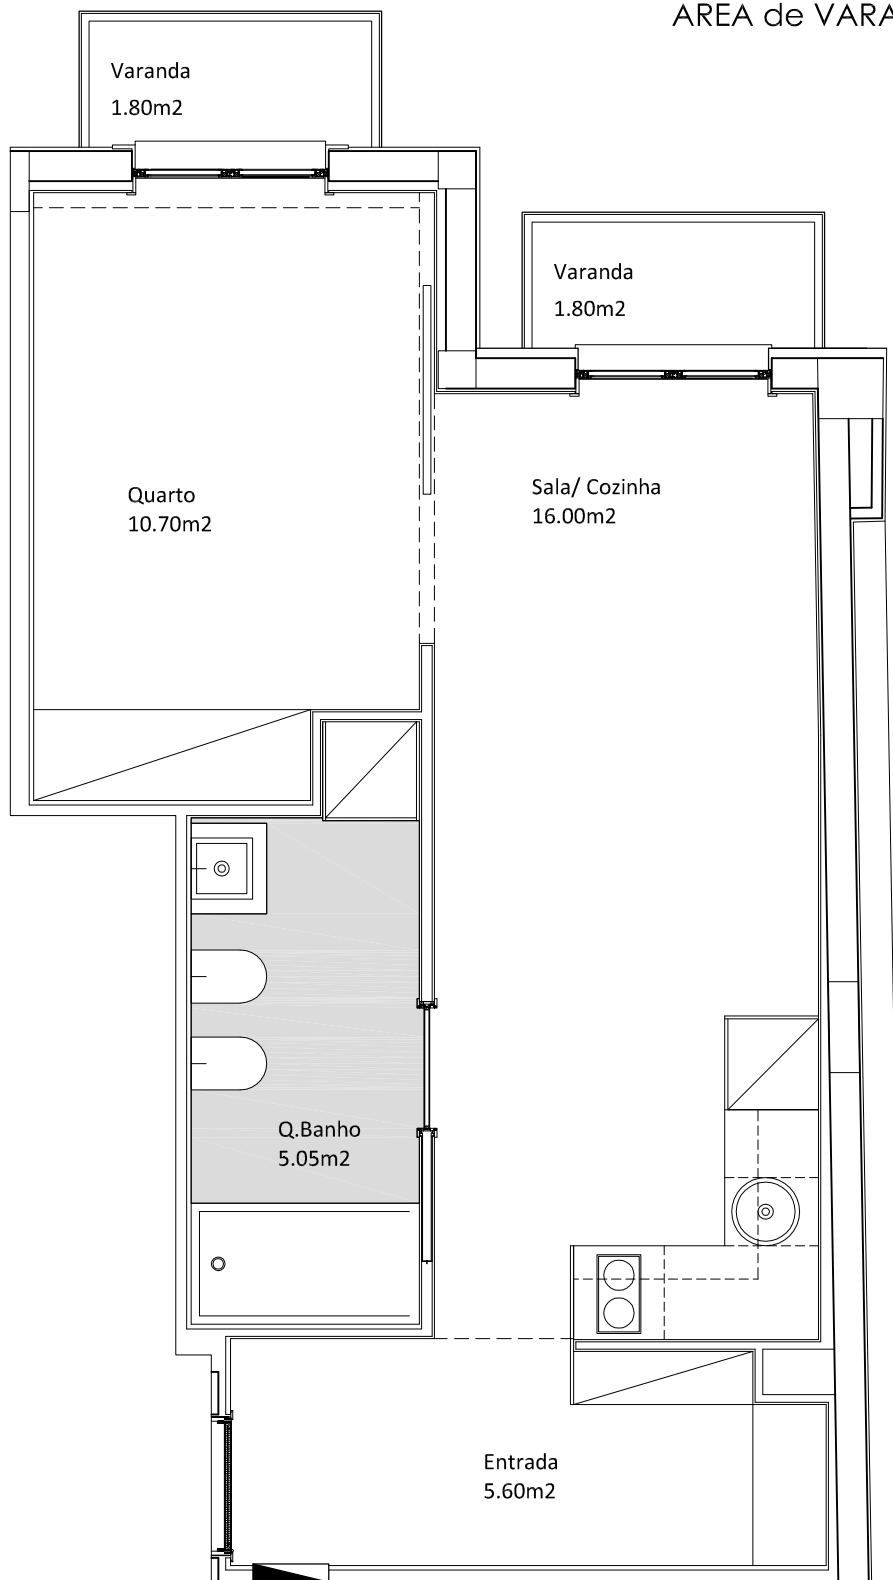 AREA de VARA
Varanda
1.80m2
Varanda
1.80m2
Quarto
10.70m2
Sala/ Cozinha
16.00m2
Q.Banho
5.05m2
Entrada
5.60m2